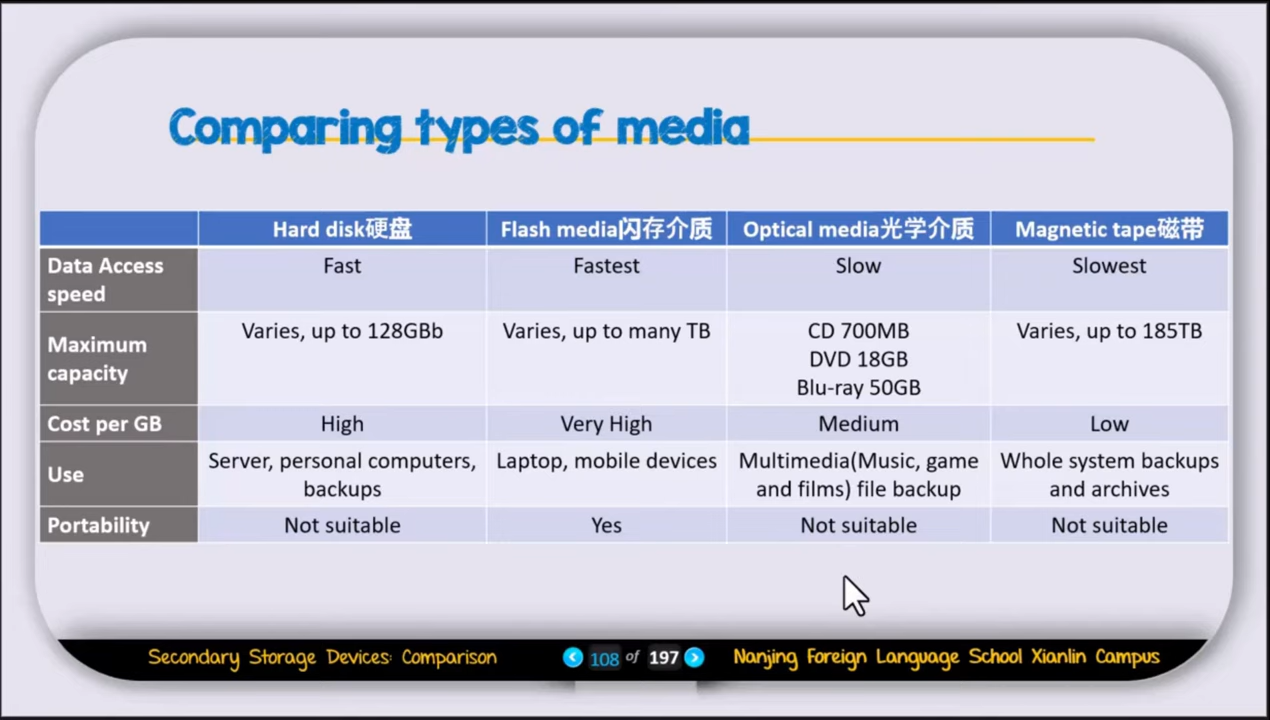 Comparing types of media
Hard disk硬盘 Flash media闪存介质 Optical media光学介质 Magnetic tape磁带
Data Access speed Fast Fastest Slow Slowest
Maximum capacity Varies, up to 128GBb Varies, up to many TB CD 700MB
DVD 18GB
Blu-ray 50GB Varies, up to 185TB
Cost per GB High Very High Medium Low
Use Server, personal computers, backups Laptop, mobile devices Multimedia(Music, game and films) file backup Whole system backups and archives
Portability Not suitable Yes Not suitable Not suitable
Secondary Storage Devices: Comparison 108 of 197 Nanjing Foreign Language School Xianlin Campus